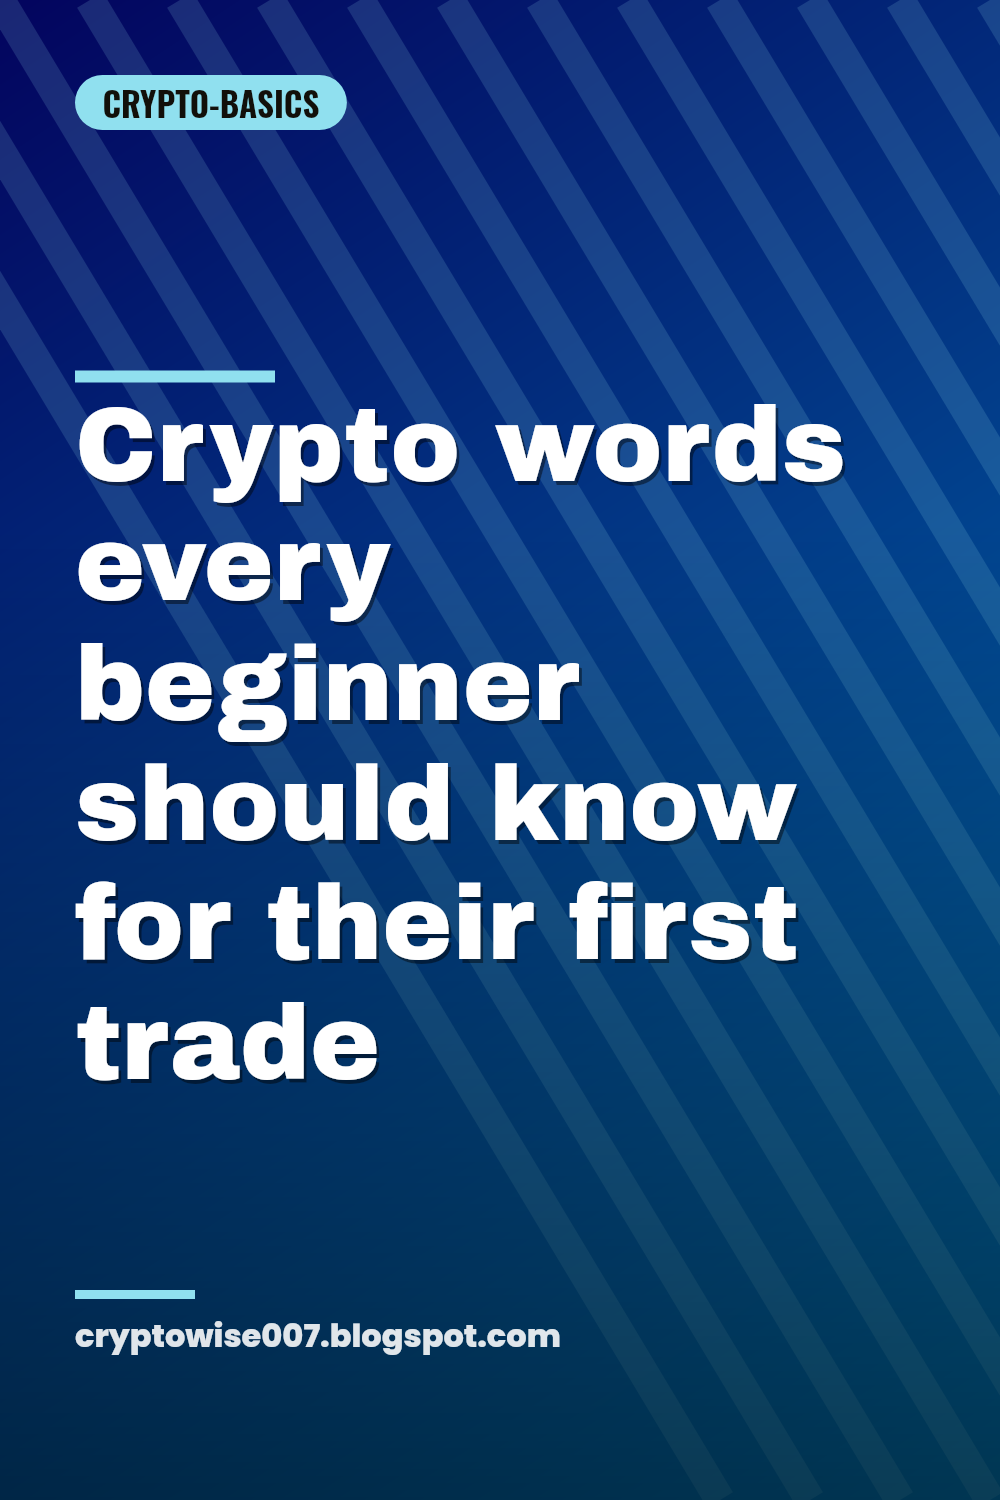 CRYPTO-BASICS
Crypto words
every
beginner
should know
for their first
trade
cryptowise007.blogspot.com